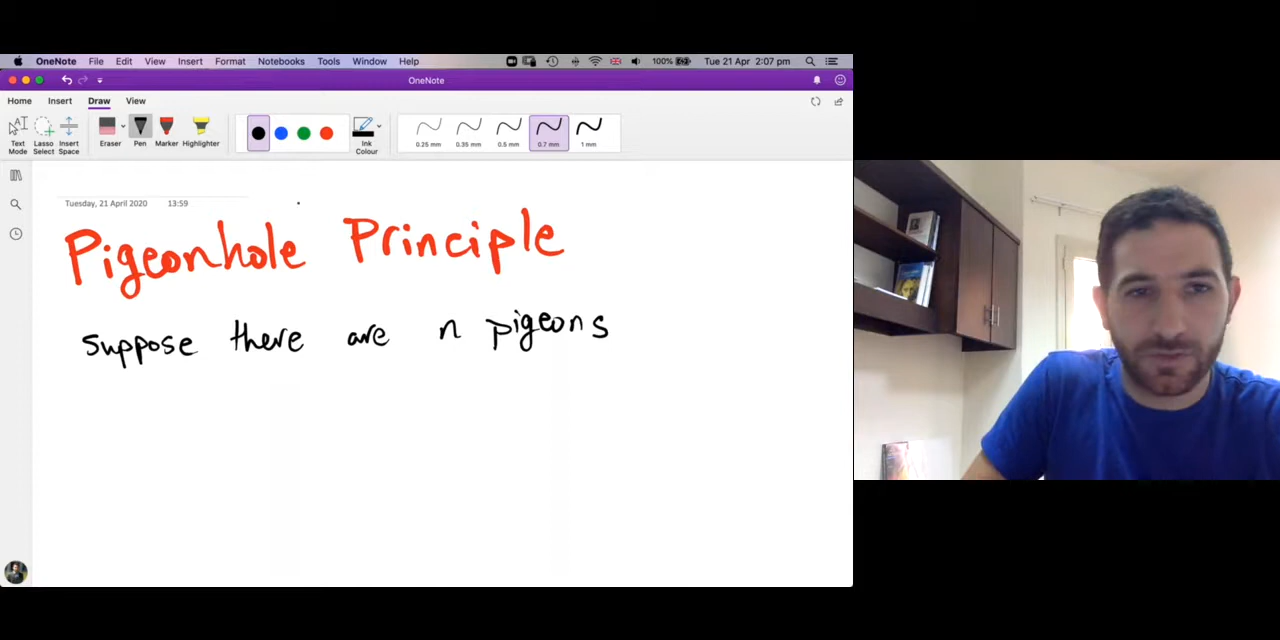 OneNote File Edit View Insert Format Notebooks Tools Window Help 100% Tue 21 Apr 2:07 pm
OneNote
Home Insert Draw View
Text Mode Lasso Select Insert Space Eraser Pen Marker Highlighter Ink Colour 0.25 mm 0.35 mm 0.5 mm 0.7 mm 1 mm
Tuesday, 21 April 2020 13:59
Pigeonhole Principle
suppose there are n pigeons